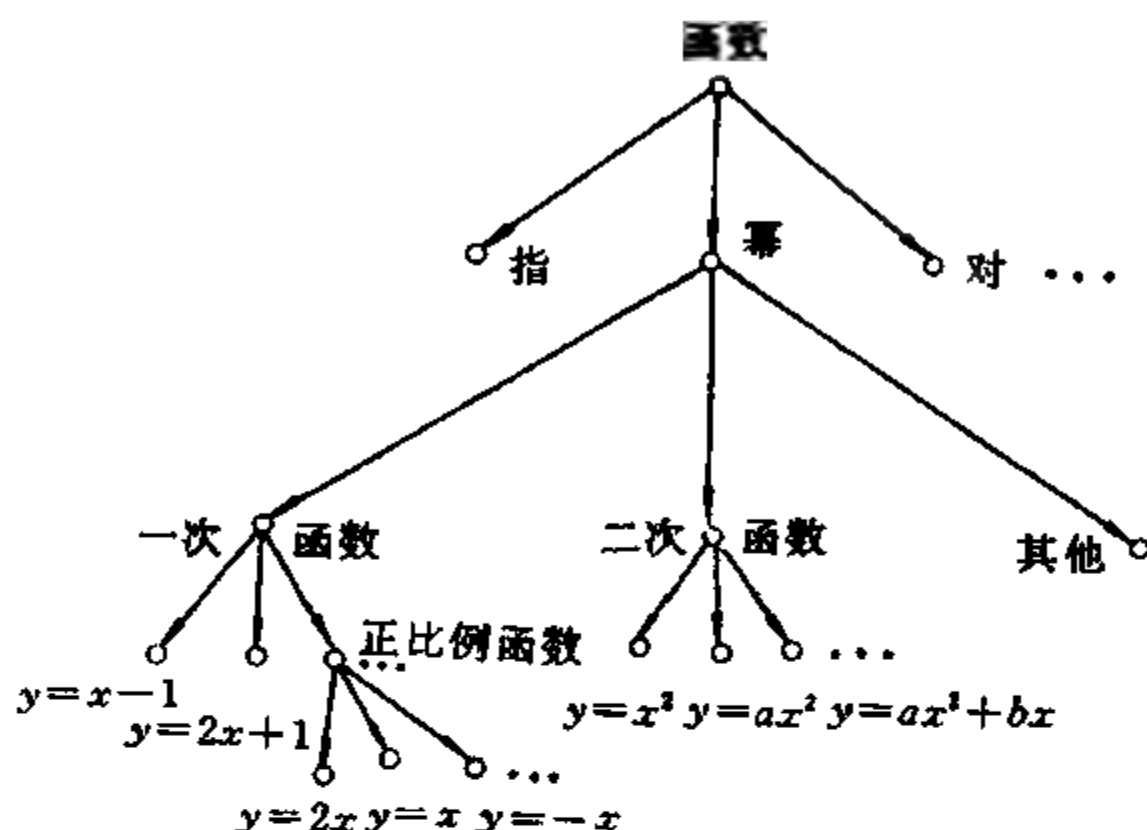 函数
指 幂 对 ···
一次 函数 二次 函数 其他
正比例函数
··· ···
y=x-1 y=x² y=ax² y=ax²+bx
y=2x+1
···
y=2x y=x y=-x